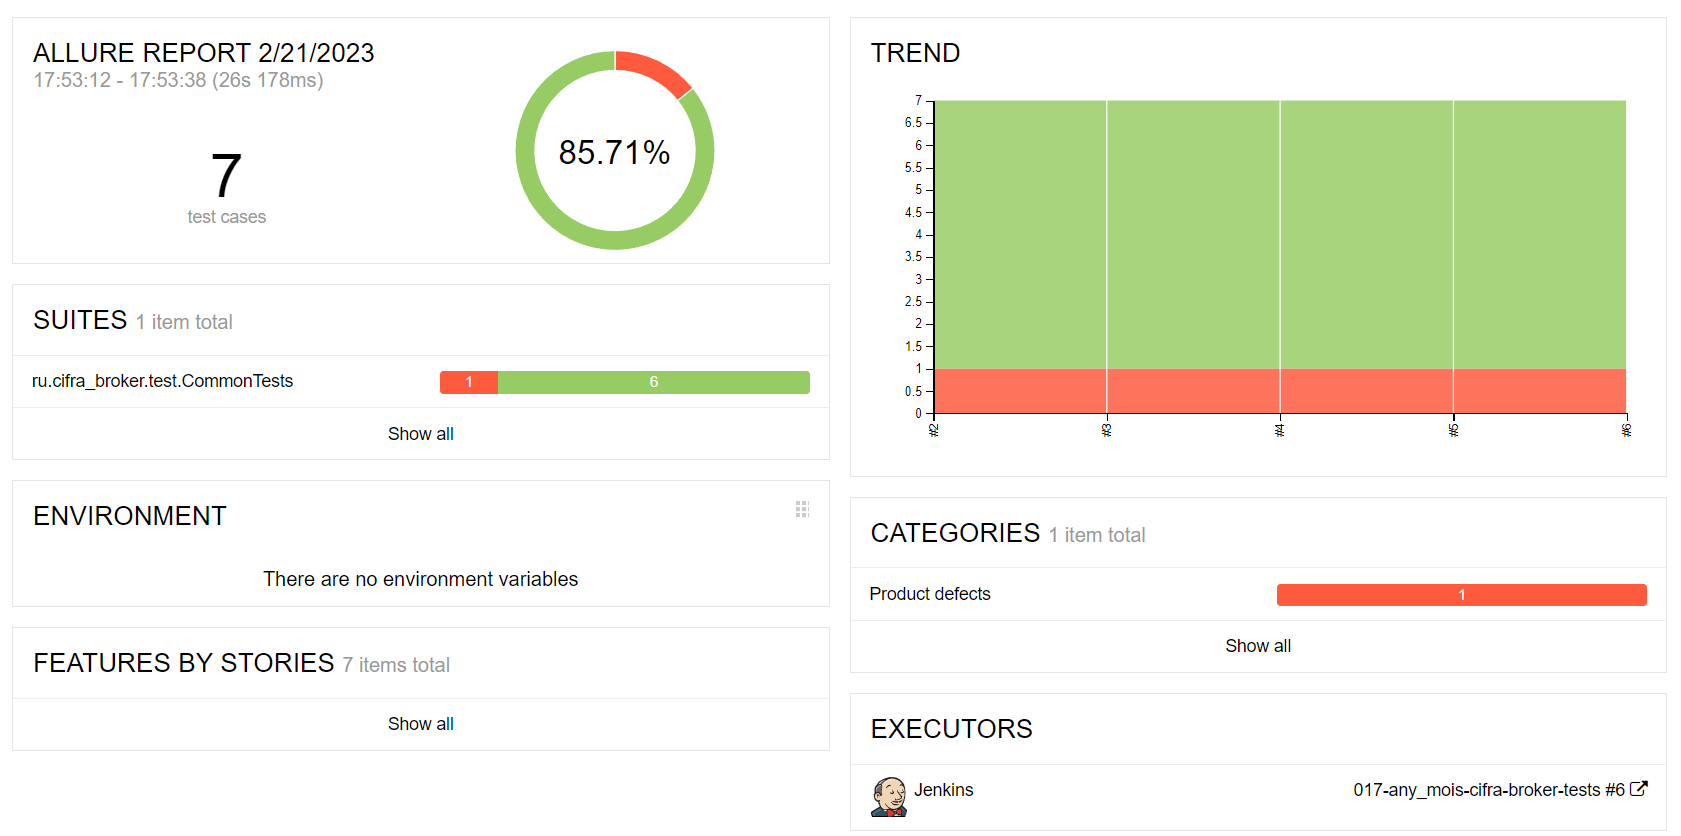 ALLURE REPORT 2/21/2023
17:53:12 - 17:53:38 (26s 178ms)
7
test cases
85.71%
SUITES 1 item total
ru.cifra_broker.test.CommonTests 1 6
Show all
ENVIRONMENT
There are no environment variables
FEATURES BY STORIES 7 items total
Show all
TREND
7
6.5
6
5.5
5
4.5
4
3.5
3
2.5
2
1.5
1
0.5
0
#2 #3 #4 #5 #6
CATEGORIES 1 item total
Product defects 1
Show all
EXECUTORS
Jenkins 017-any_mois-cifra-broker-tests #6